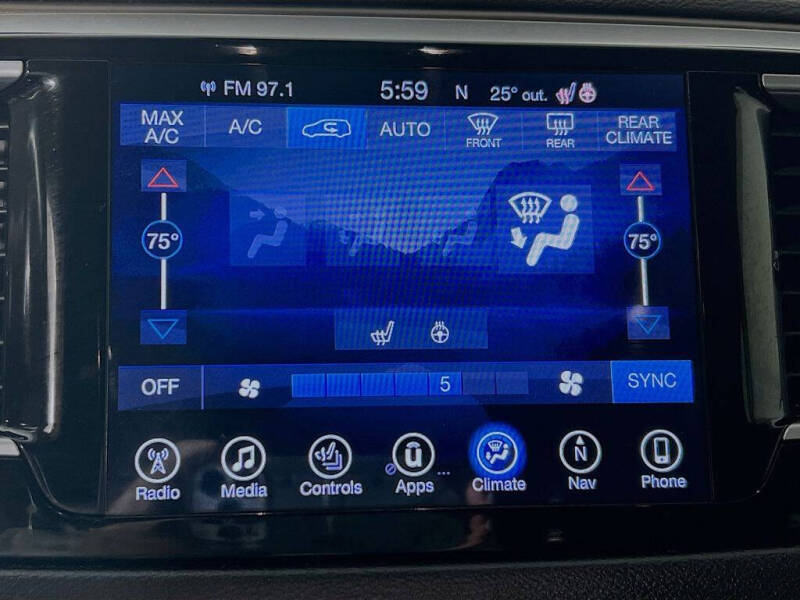 FM 97.1 5:59 N 25° out.
MAX A/C
A/C
AUTO
FRONT
REAR
REAR CLIMATE
75°
75°
OFF
5
SYNC
Radio
Media
Controls
u
Apps
...
Climate
N
Nav
Phone